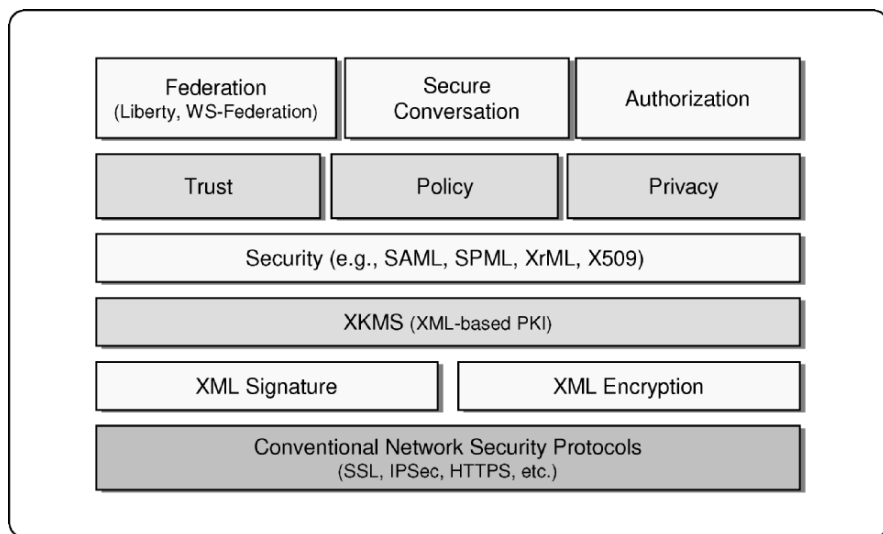 Federation
(Liberty, WS-Federation)
Secure
Conversation
Authorization
Trust
Policy
Privacy
Security (e.g., SAML, SPML, XrML, X509)
XKMS (XML-based PKI)
XML Signature
XML Encryption
Conventional Network Security Protocols
(SSL, IPSec, HTTPS, etc.)